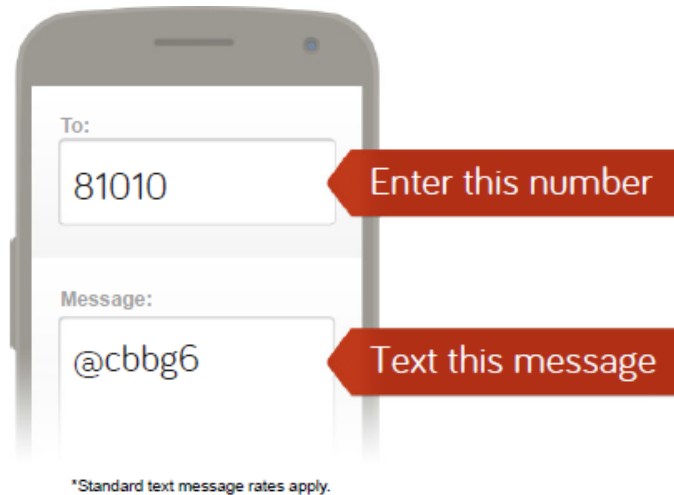 To:
81010
Enter this number
Message:
@cbbg6
Text this message
*Standard text message rates apply.